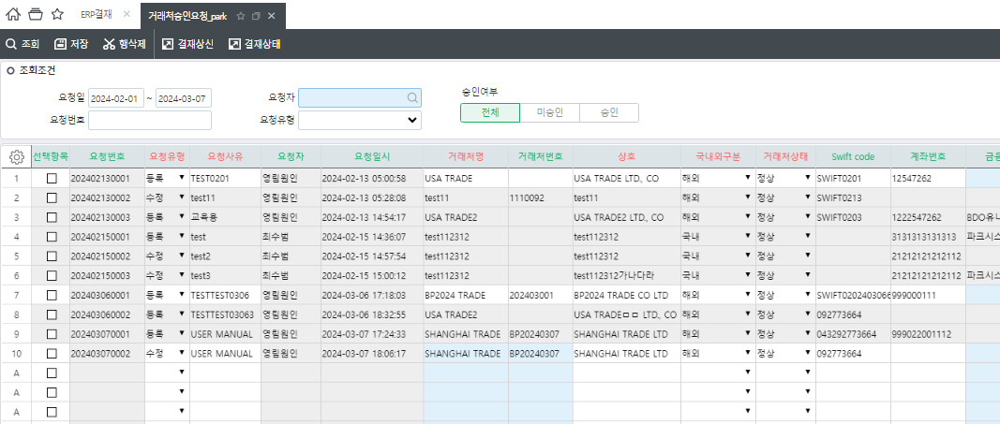 ERP결재 거래처승인요청_park
조회 저장 행삭제 결재상신 결재상태
조회조건
요청일 2024-02-01 ~ 2024-03-07 요청자 승인여부
요청번호 요청유형 전체 미승인 승인
선택항목 요청번호 요청유형 요청사유 요청자 요청일시 거래처명 거래처번호 상호 국내외구분 거래처상태 Swift code 계좌번호 금융
1 202402130001 등록 TEST0201 영림원인 2024-02-13 05:00:58 USA TRADE USA TRADE LTD., CO 해외 정상 SWIFT0201 12547262
2 202402130002 수정 test11 영림원인 2024-02-13 05:28:08 test11 1110092 test11 해외 정상 SWIFT0213
3 202402130003 등록 교육용 영림원인 2024-02-13 14:54:17 USA TRADE2 USA TRADE2 LTD., CO 해외 정상 SWIFT0203 1222547262 BDO유니
4 202402150001 등록 test 최수범 2024-02-15 14:36:07 test112312 test112312 국내 정상 3131313131313 파크시스
5 202402150002 수정 test2 최수범 2024-02-15 14:57:54 test112312 test112312 국내 정상 21212121212112
6 202402150003 수정 test3 최수범 2024-02-15 15:00:12 test112312 test112312가나다라 국내 정상 21212121212112 파크시스
7 202403060001 등록 TESTTEST0306 영림원인 2024-03-06 17:18:03 BP2024 TRADE 202403001 BP2024 TRADE CO LTD 해외 정상 SWIFT0202403066 999000111
8 202403060002 등록 TESTTEST03063 영림원인 2024-03-06 18:32:55 USA TRADE2 USA TRADEㅁㅁ LTD., CO 해외 정상 092773664
9 202403070001 등록 USER MANUAL 영림원인 2024-03-07 17:24:33 SHANGHAI TRADE BP20240307 SHANGHAI TRADE LTD 해외 정상 043292773664 999022001112
10 202403070002 수정 USER MANUAL 영림원인 2024-03-07 18:06:17 SHANGHAI TRADE BP20240307 SHANGHAI TRADE LTD 해외 정상 092773664
A
A
A